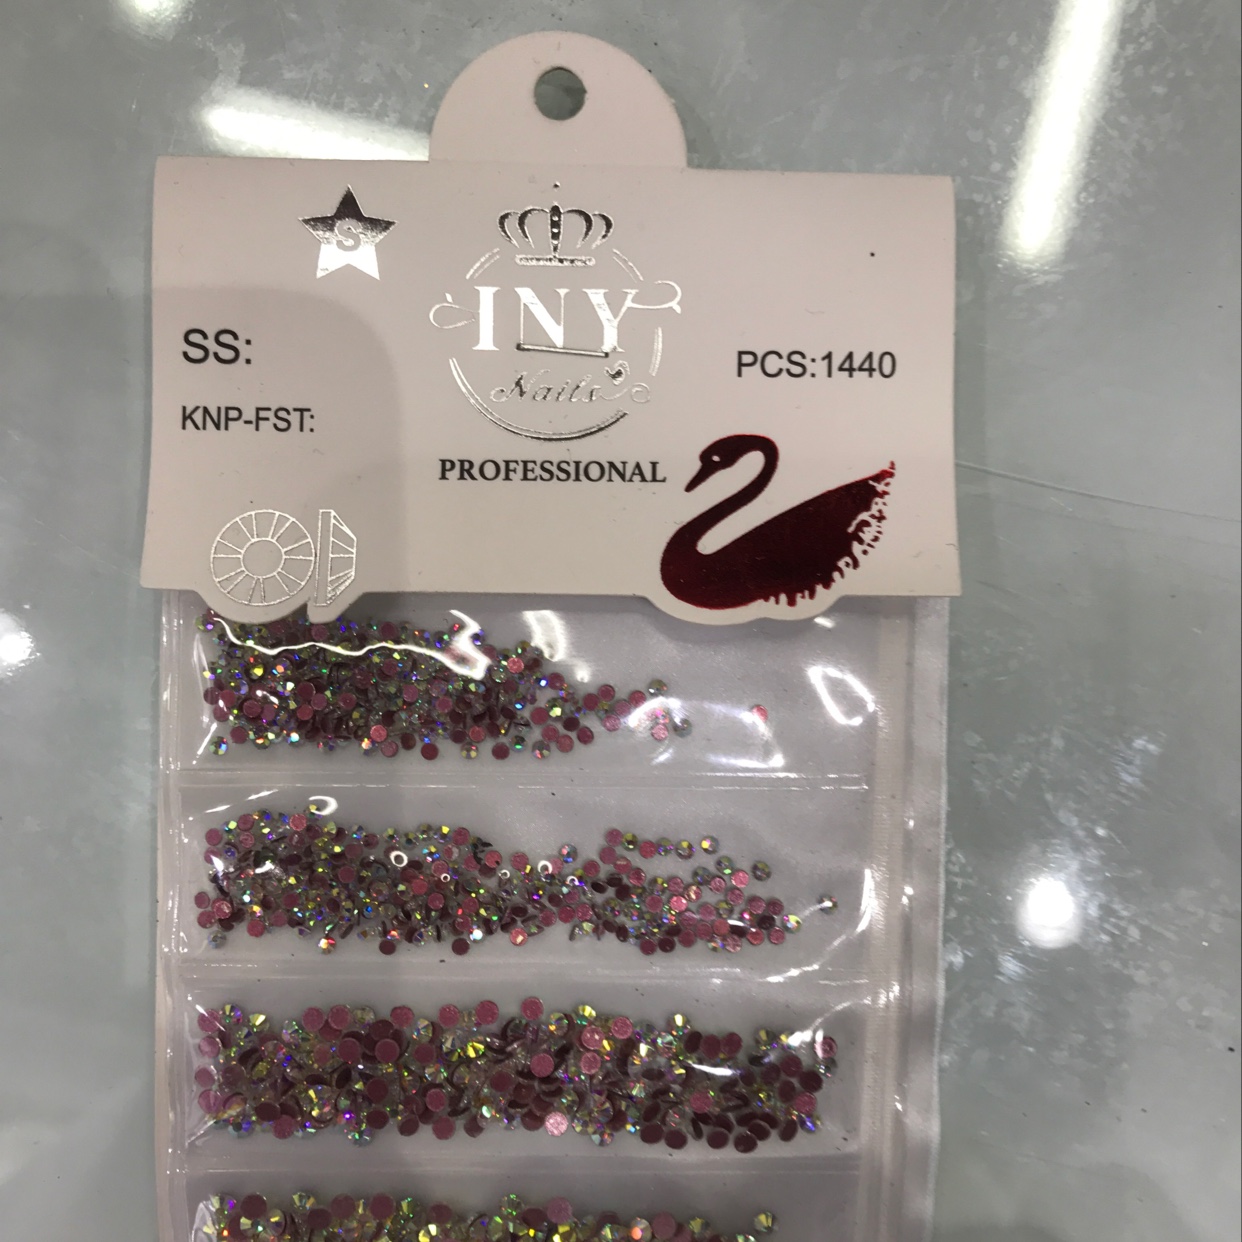 S
INY
Nails
SS:
PCS:1440
KNP-FST:
PROFESSIONAL